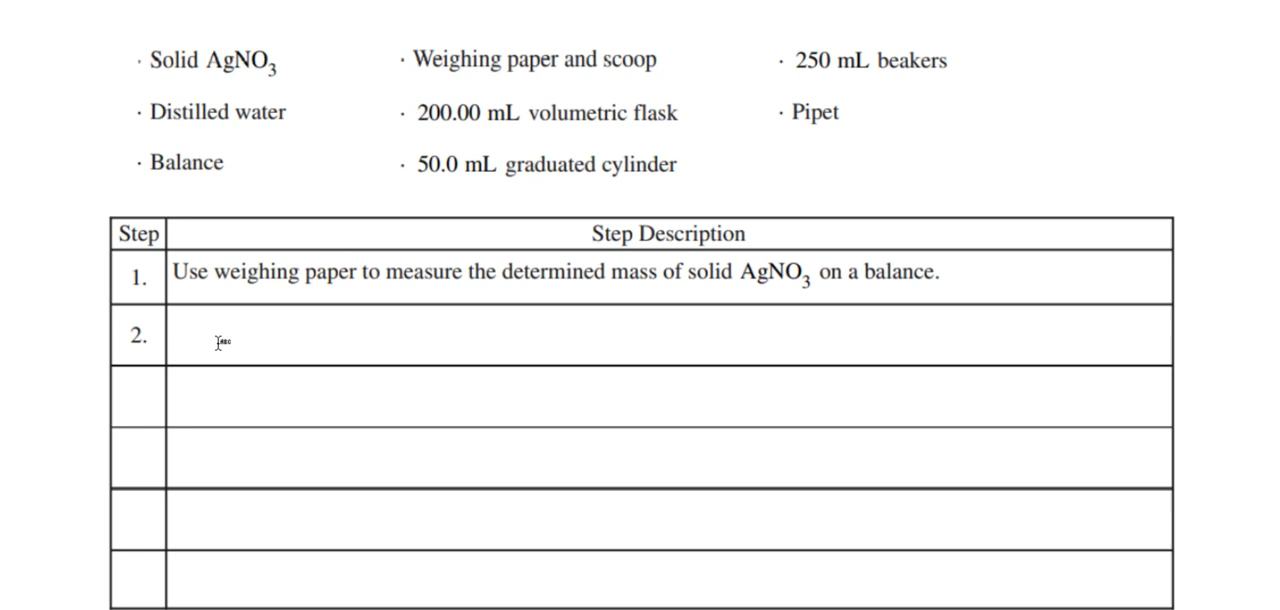 · Solid AgNO₃ · Weighing paper and scoop · 250 mL beakers
· Distilled water · 200.00 mL volumetric flask · Pipet
· Balance · 50.0 mL graduated cylinder
Step Step Description
1. Use weighing paper to measure the determined mass of solid AgNO₃ on a balance.
2.